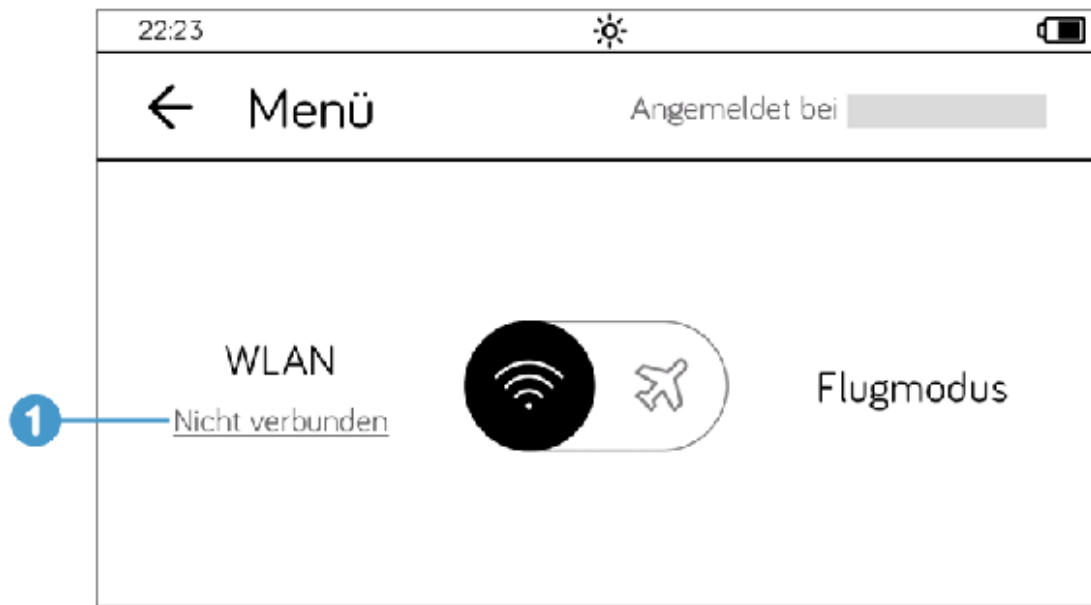 22:23
Menü
Angemeldet bei
WLAN
Flugmodus
1
Nicht verbunden